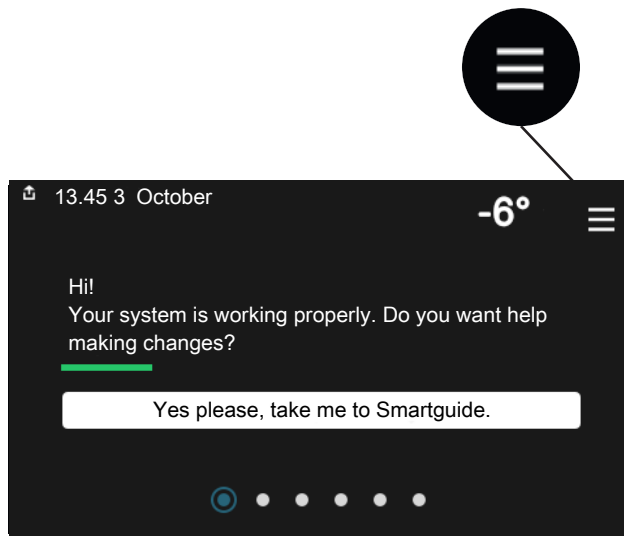 13.45 3 October
-6°
Hi!
Your system is working properly. Do you want help
making changes?
Yes please, take me to Smartguide.